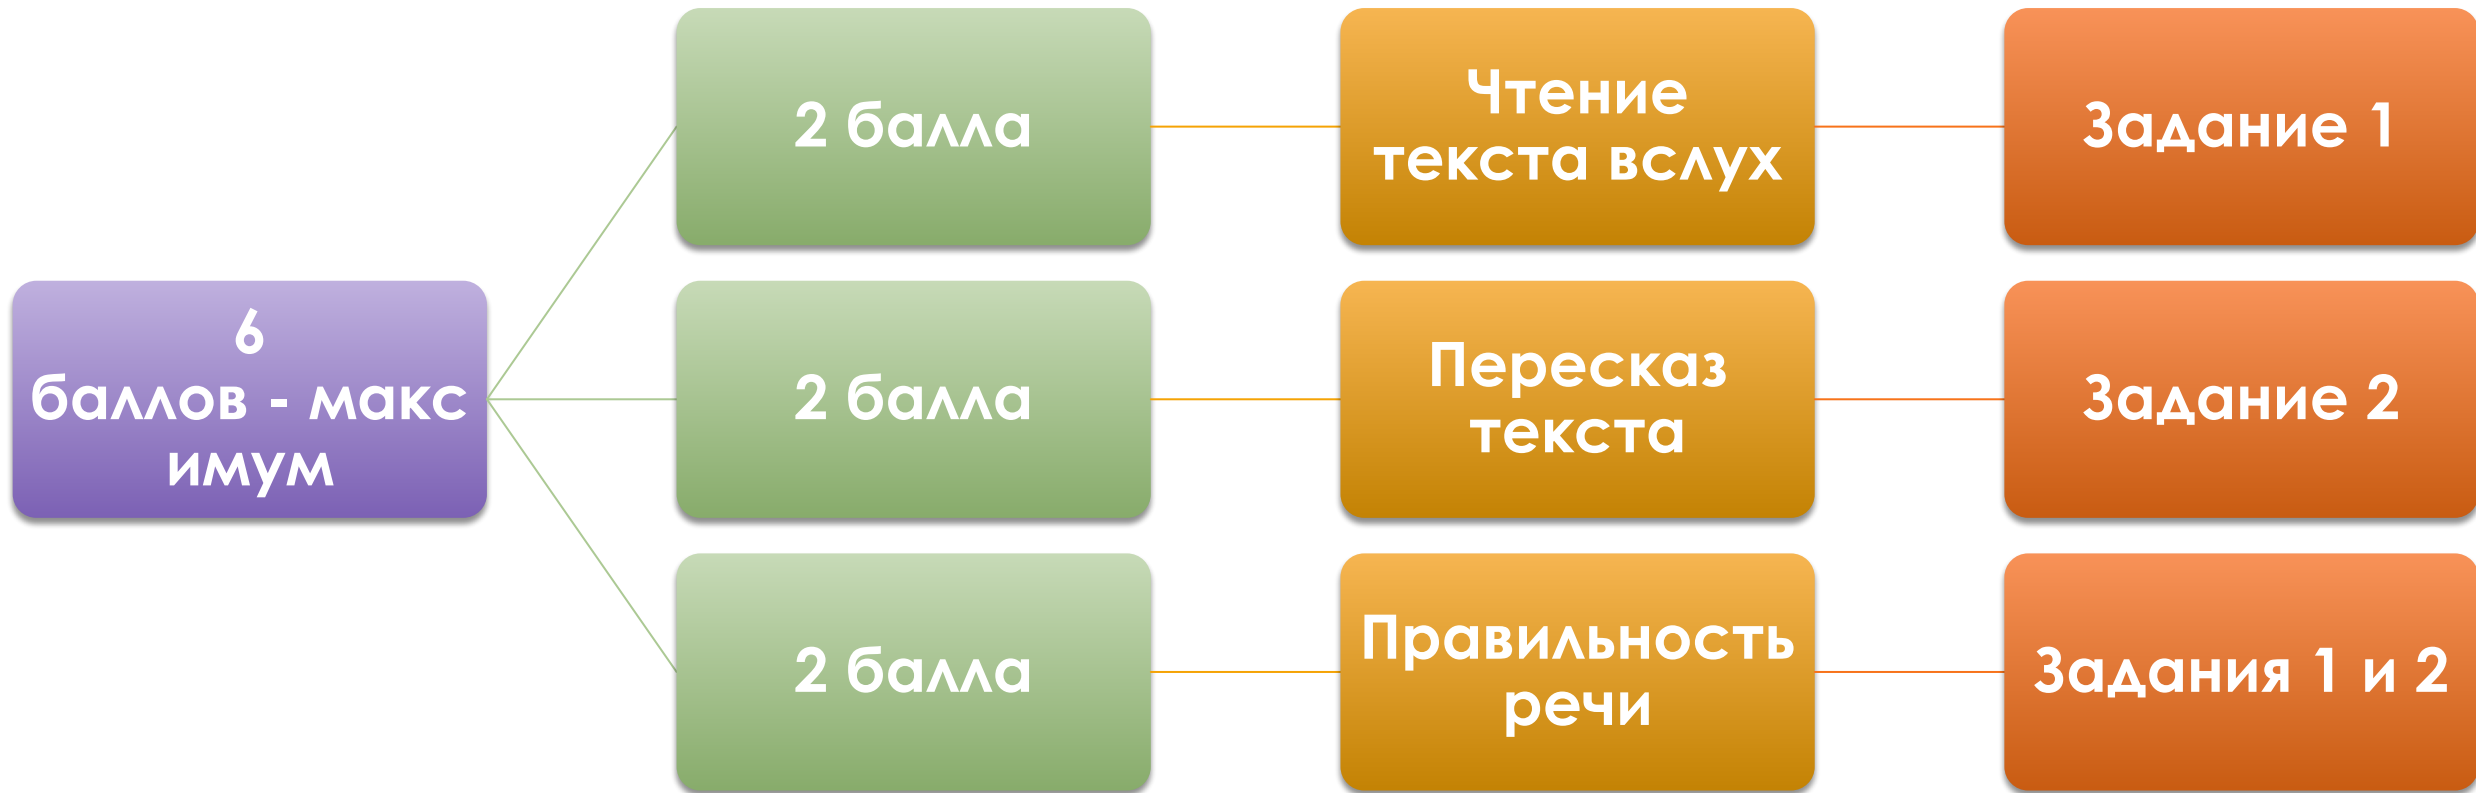 6
баллов - макс
имум
2 балла
Чтение
текста вслух
Задание 1
2 балла
Пересказ
текста
Задание 2
2 балла
Правильность
речи
Задания 1 и 2